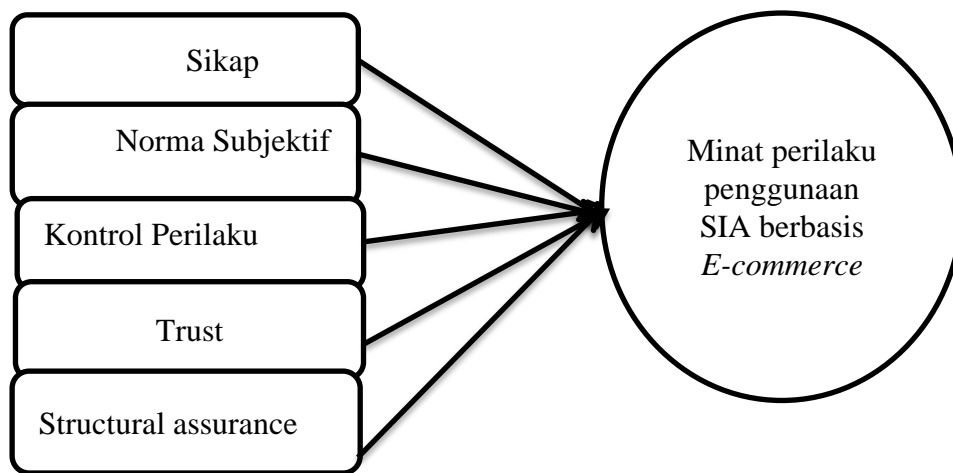 Sikap
Norma Subjektif
Kontrol Perilaku
Trust
Structural assurance
Minat perilaku
penggunaan
SIA berbasis
E-commerce